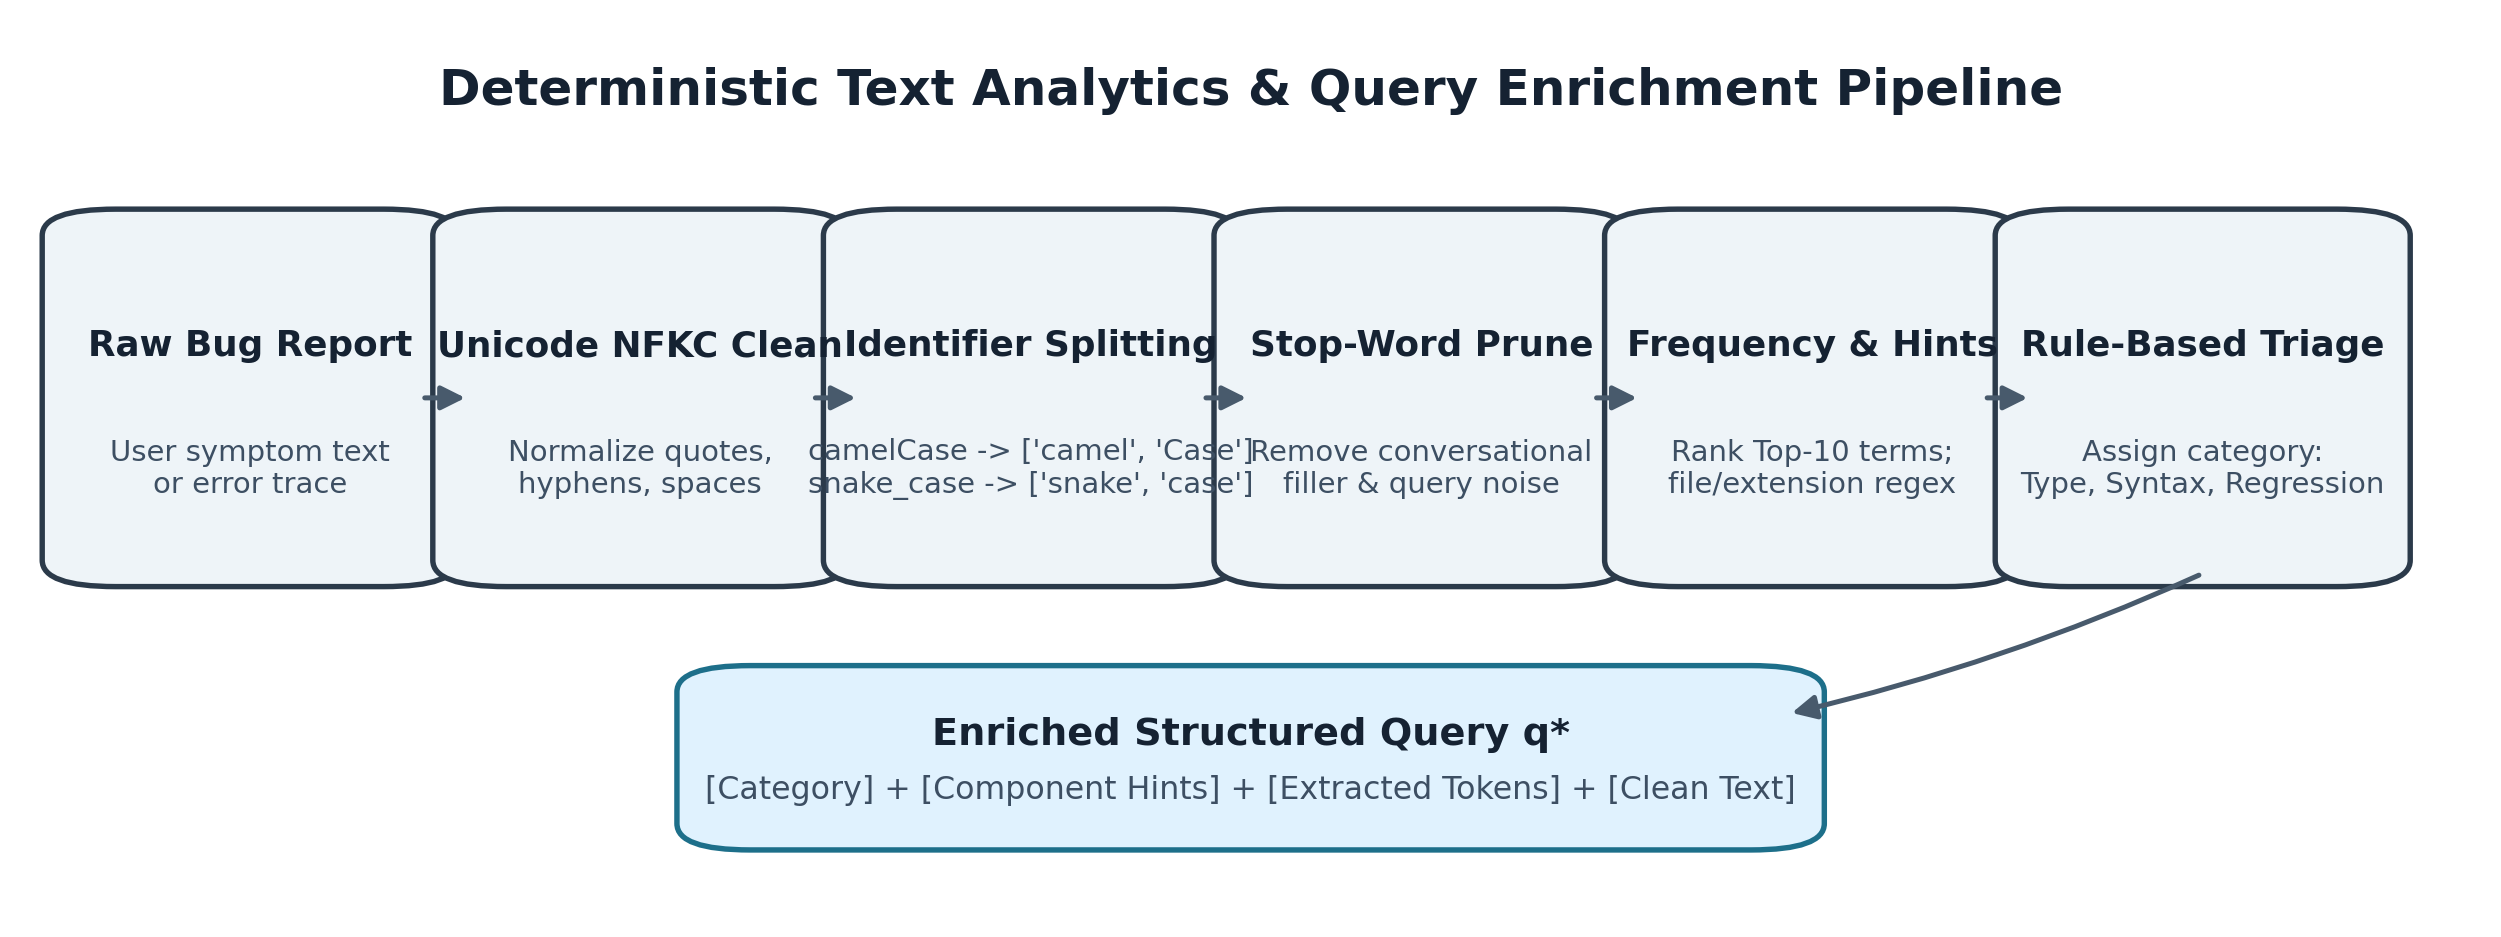 Deterministic Text Analytics & Query Enrichment Pipeline
Raw Bug Report
User symptom text
or error trace
Unicode NFKC Clean
Normalize quotes,
hyphens, spaces
Identifier Splitting
camelCase -> ['camel', 'Case']
snake_case -> ['snake', 'case']
Stop-Word Prune
Remove conversational
filler & query noise
Frequency & Hints
Rank Top-10 terms;
file/extension regex
Rule-Based Triage
Assign category:
Type, Syntax, Regression
Enriched Structured Query q*
[Category] + [Component Hints] + [Extracted Tokens] + [Clean Text]